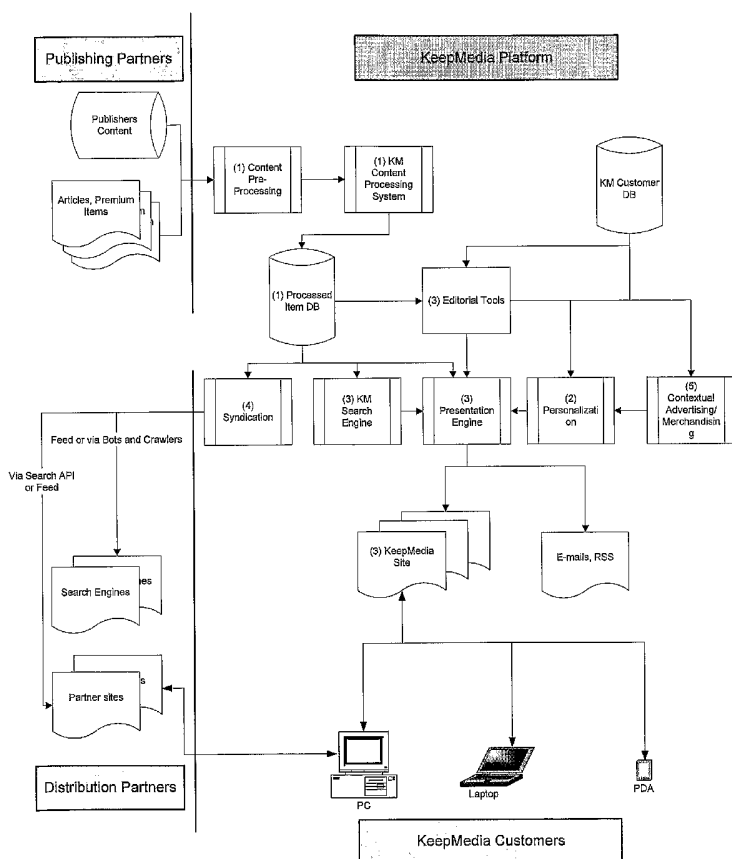 Publishing Partners
KeepMedia Platform
Publishers
Content
Articles, Premium
Items
(1) Content
Pre-
Processing
(1) KM
Content
Processing
System
KM Customer
DB
(1) Processed
Item DB
(3) Editorial Tools
(4)
Syndication
(3) KM
Search
Engine
(3)
Presentation
Engine
(2)
Personalizati
on
(5)
Contextual
Advertising/
Merchandisin
g
Feed or via Bots and Crawlers
Via Search API
or Feed
(3) KeepMedia
Site
E-mails, RSS
Search Engines
es
Partner sites
s
Distribution Partners
PC
Laptop
PDA
KeepMedia Customers